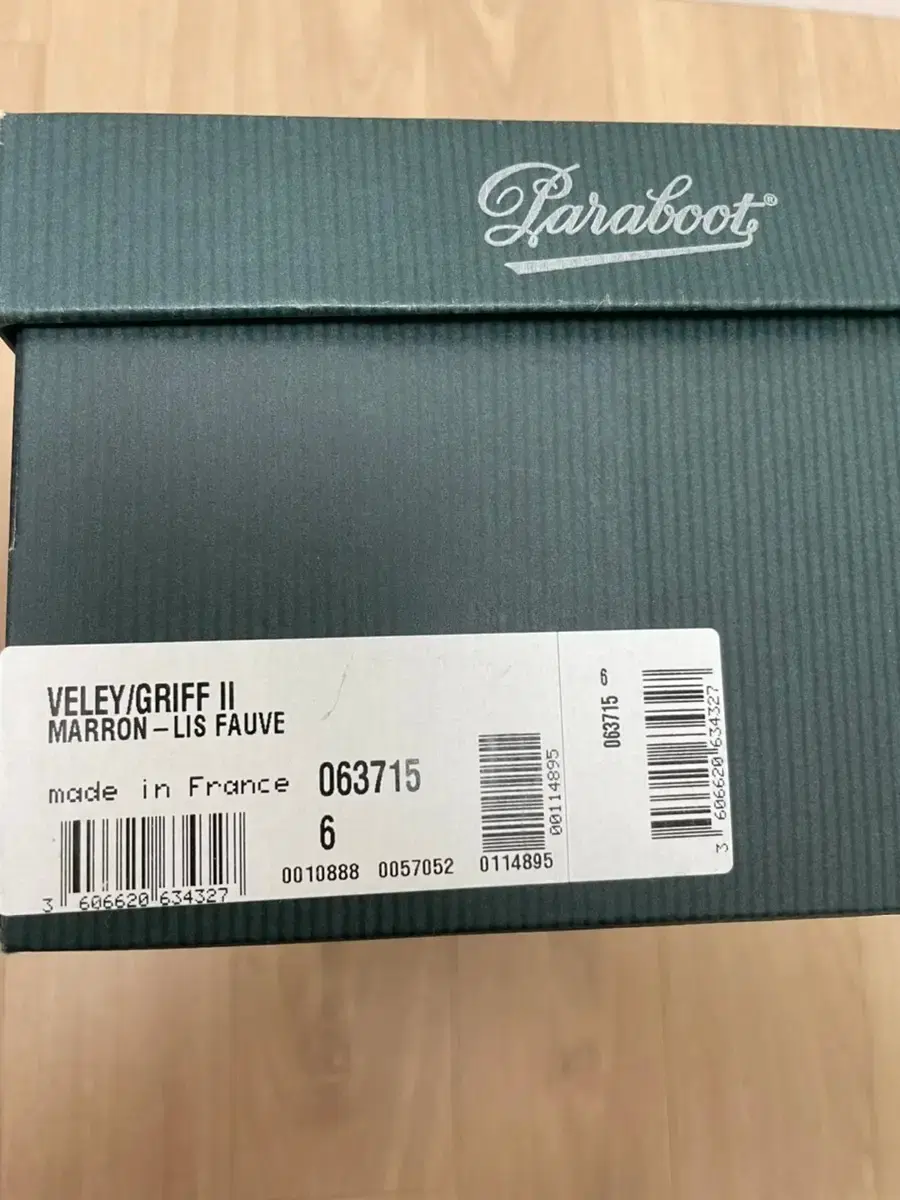 Paraboot®
VELEY/GRIFF II
MARRON – LIS FAUVE
made in France 063715
6
0010888 0057052 0114895
3 606620 634327
00114895
6
063715
3 606620 634327